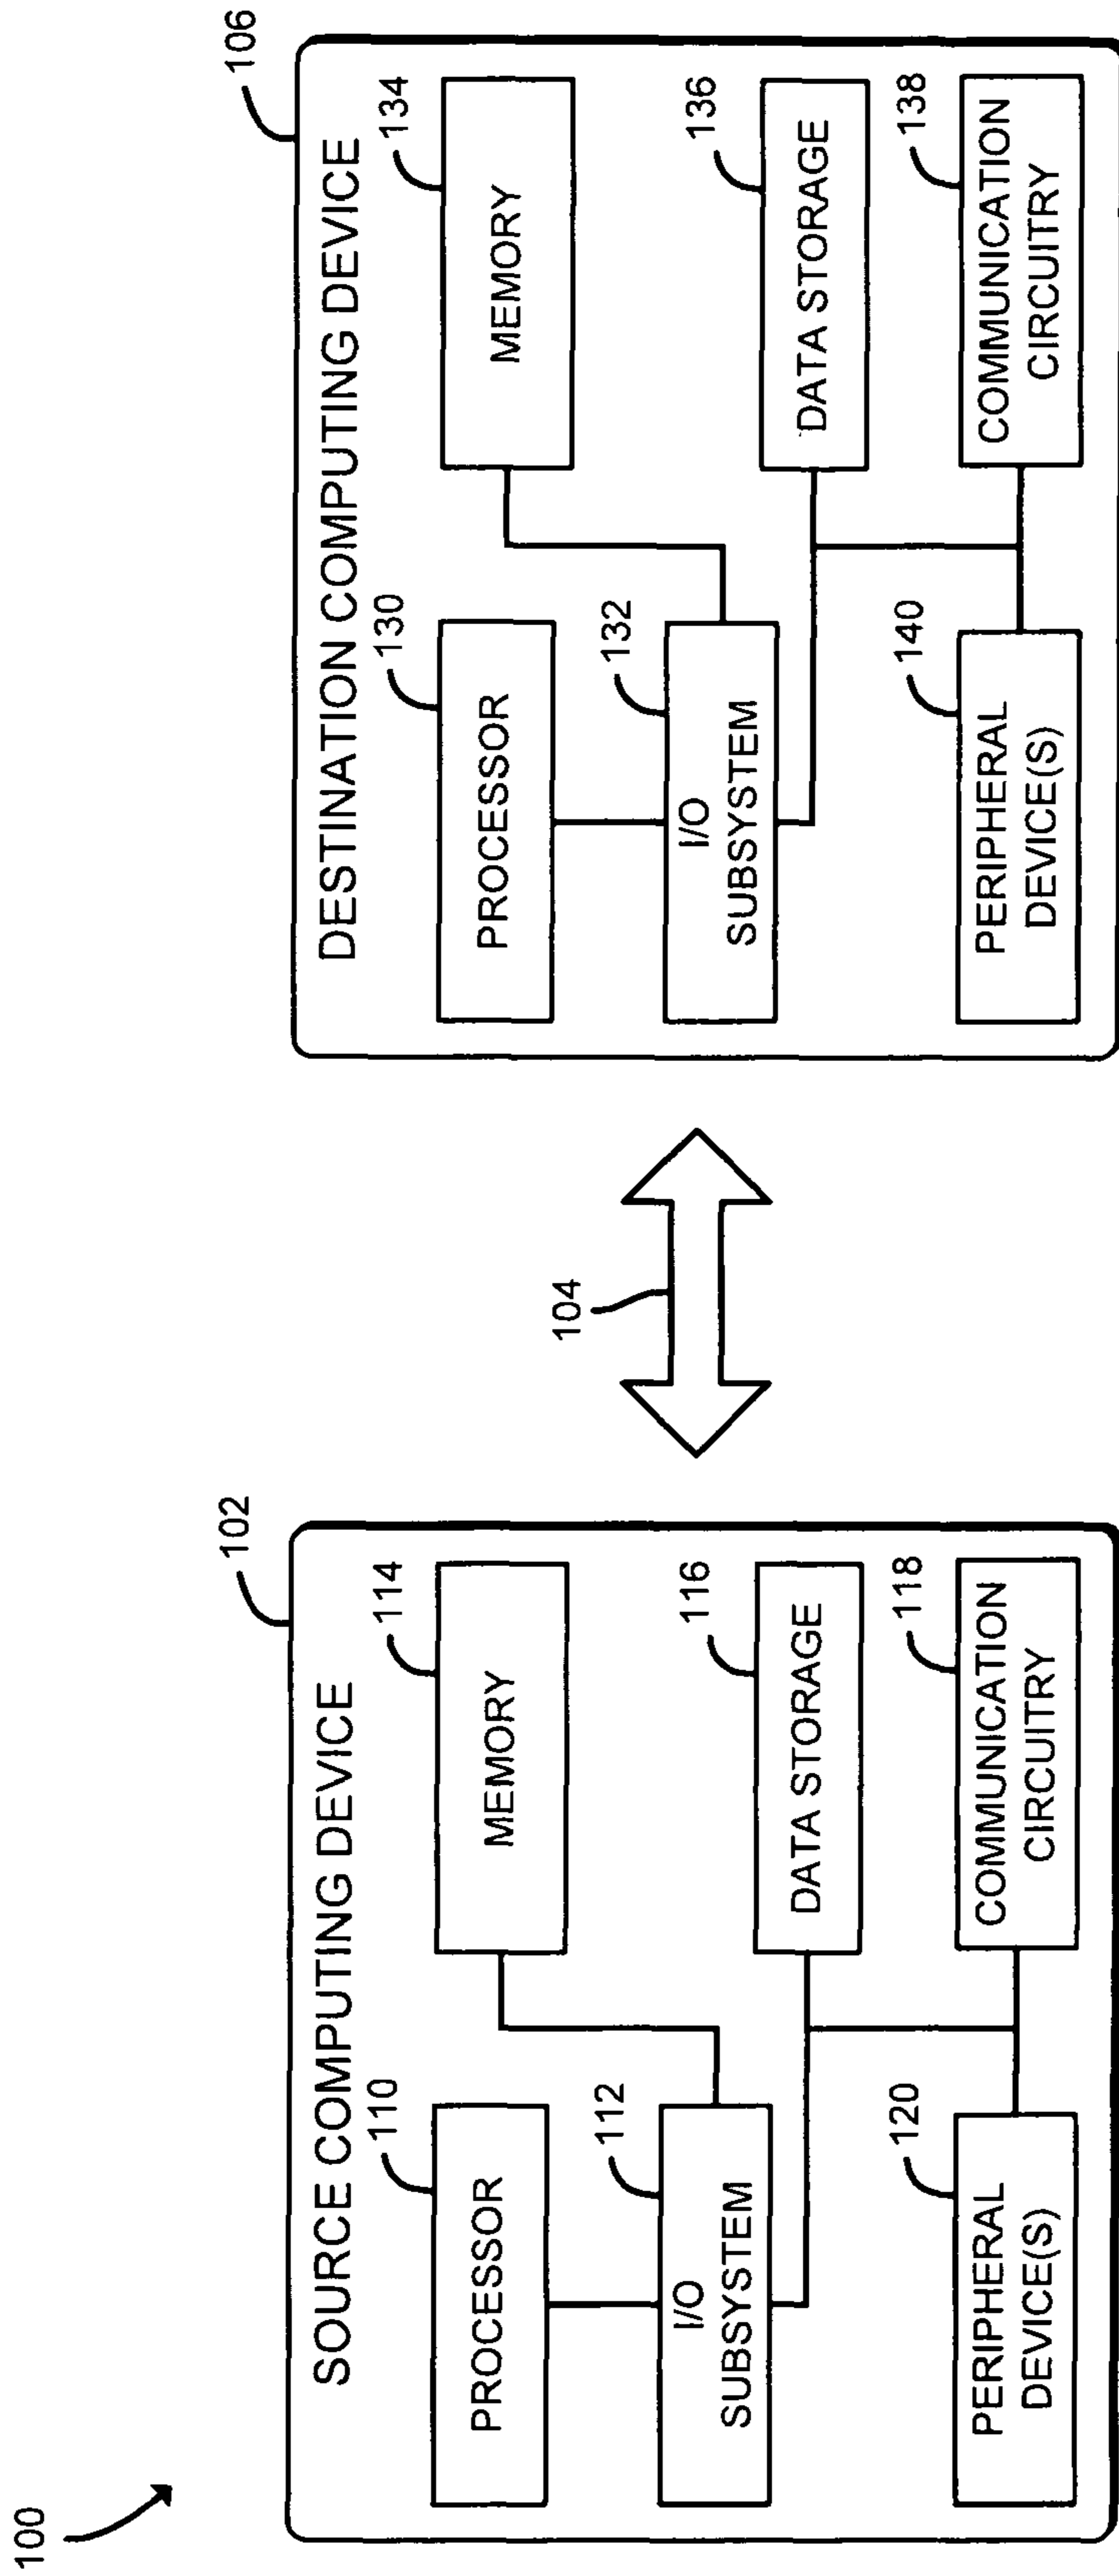 100
102
SOURCE COMPUTING DEVICE
110
PROCESSOR
114
MEMORY
112
I/O
SUBSYSTEM
116
DATA STORAGE
120
PERIPHERAL
DEVICE(S)
118
COMMUNICATION
CIRCUITRY
104
106
DESTINATION COMPUTING DEVICE
130
PROCESSOR
134
MEMORY
132
I/O
SUBSYSTEM
136
DATA STORAGE
140
PERIPHERAL
DEVICE(S)
138
COMMUNICATION
CIRCUITRY